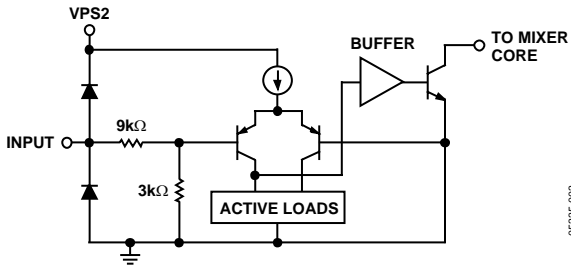 VPS2
BUFFER
TO MIXER
CORE
INPUT
9kΩ
3kΩ
ACTIVE LOADS